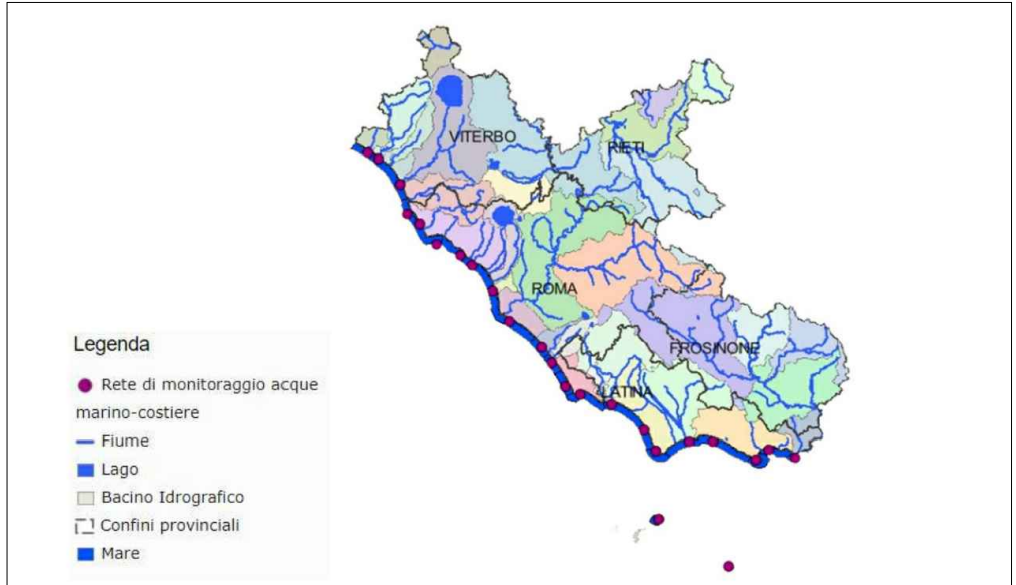 VITERBO
RIETI
ROMA
FROSINONE
LATINA
Legenda
Rete di monitoraggio acque
marino-costiere
Fiume
Lago
Bacino Idrografico
Confini provinciali
Mare